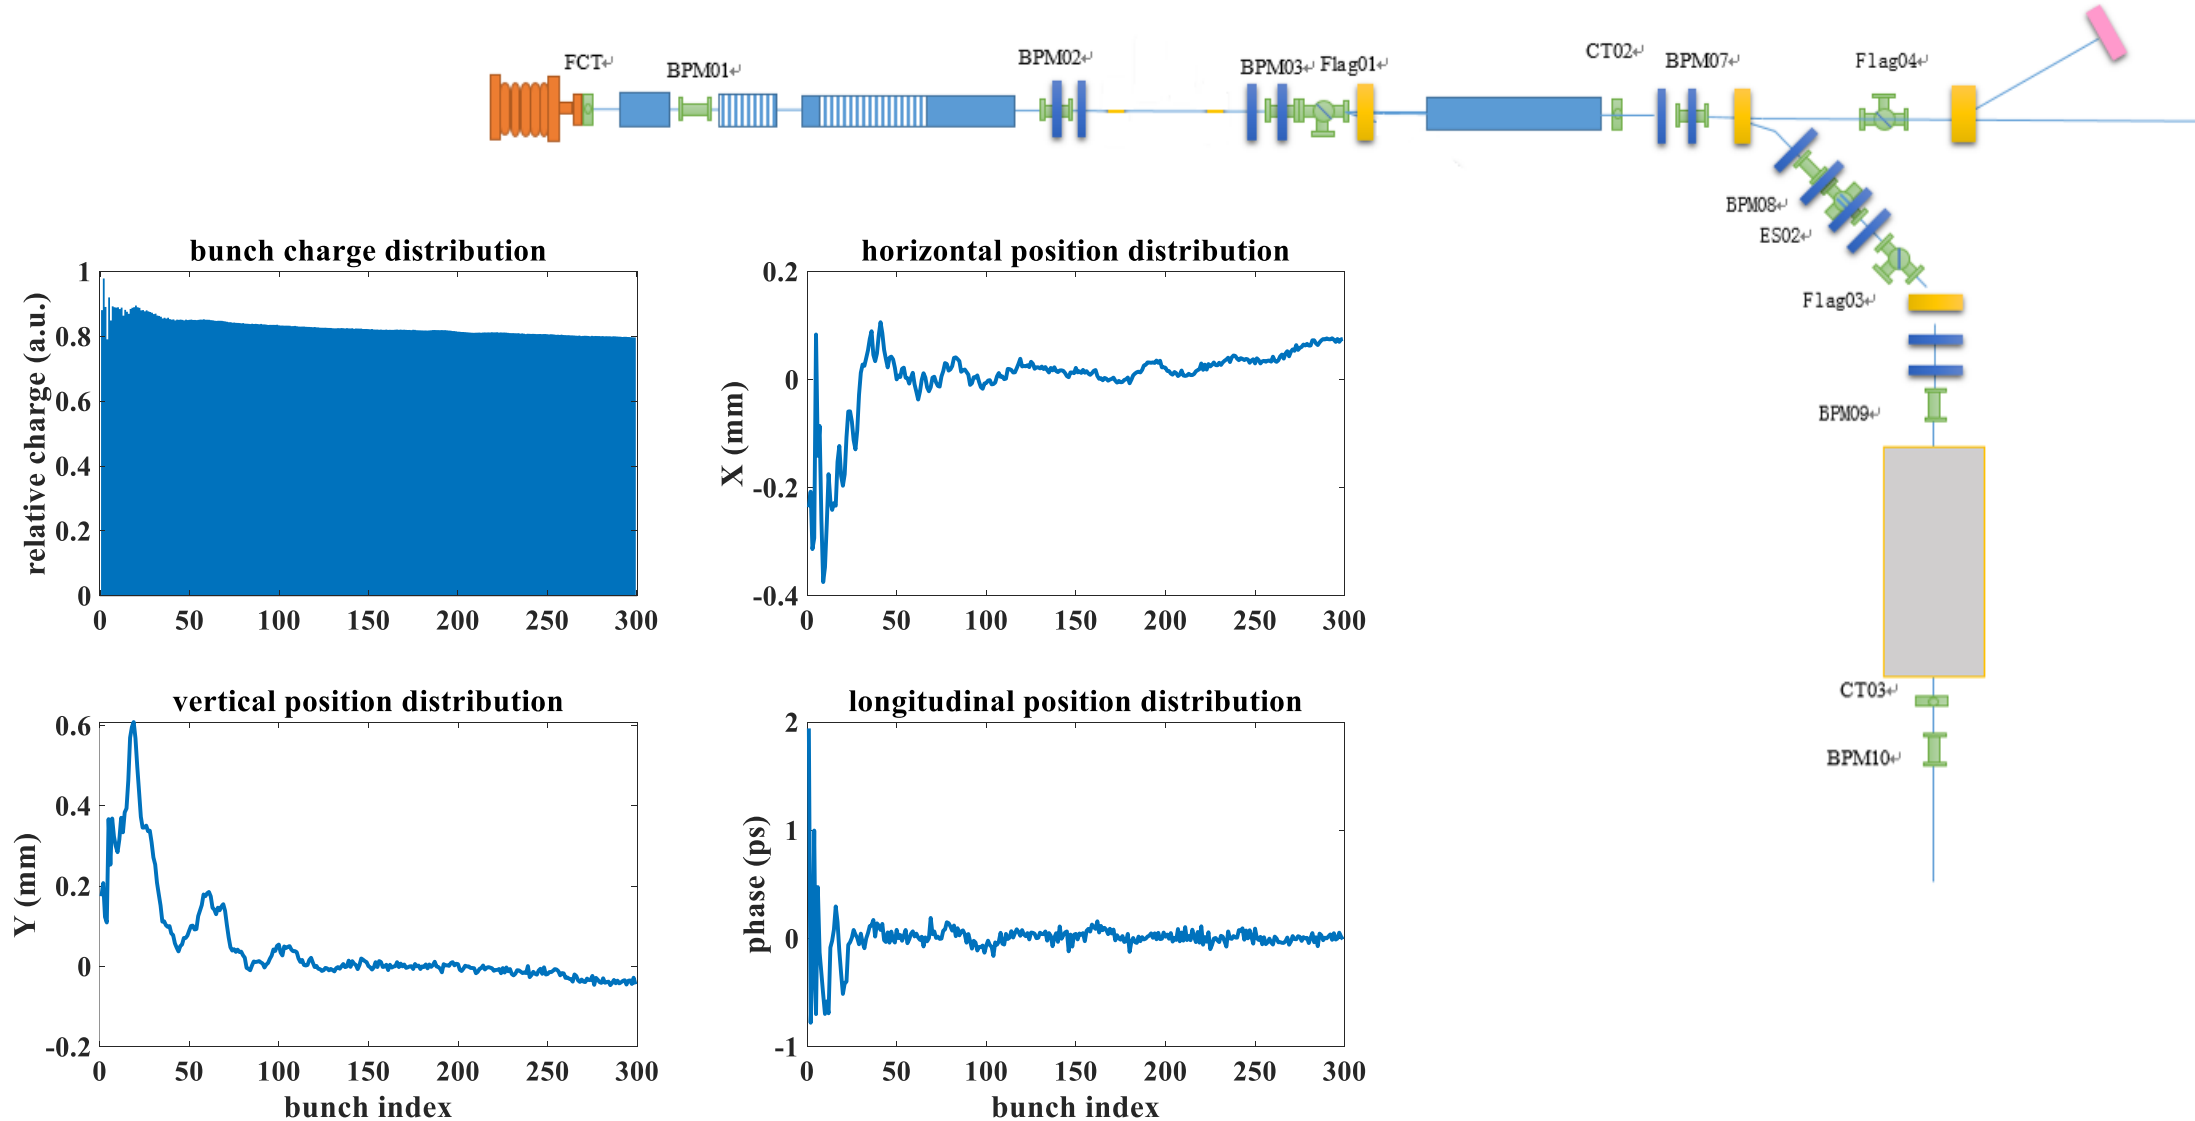 FCT↵
BPM01↵
BPM02↵
BPM03↵
Flag01↵
CT02↵
BPM07↵
Flag04↵
BPM08↵
ES02↵
Flag03↵
BPM09↵
CT03↵
BPM10↵
bunch charge distribution
relative charge (a.u.)
1
0.8
0.6
0.4
0.2
0
0 50 100 150 200 250 300
horizontal position distribution
X (mm)
0.2
0
-0.2
-0.4
0 50 100 150 200 250 300
vertical position distribution
Y (mm)
0.6
0.4
0.2
0
-0.2
0 50 100 150 200 250 300
bunch index
longitudinal position distribution
phase (ps)
2
1
0
-1
0 50 100 150 200 250 300
bunch index